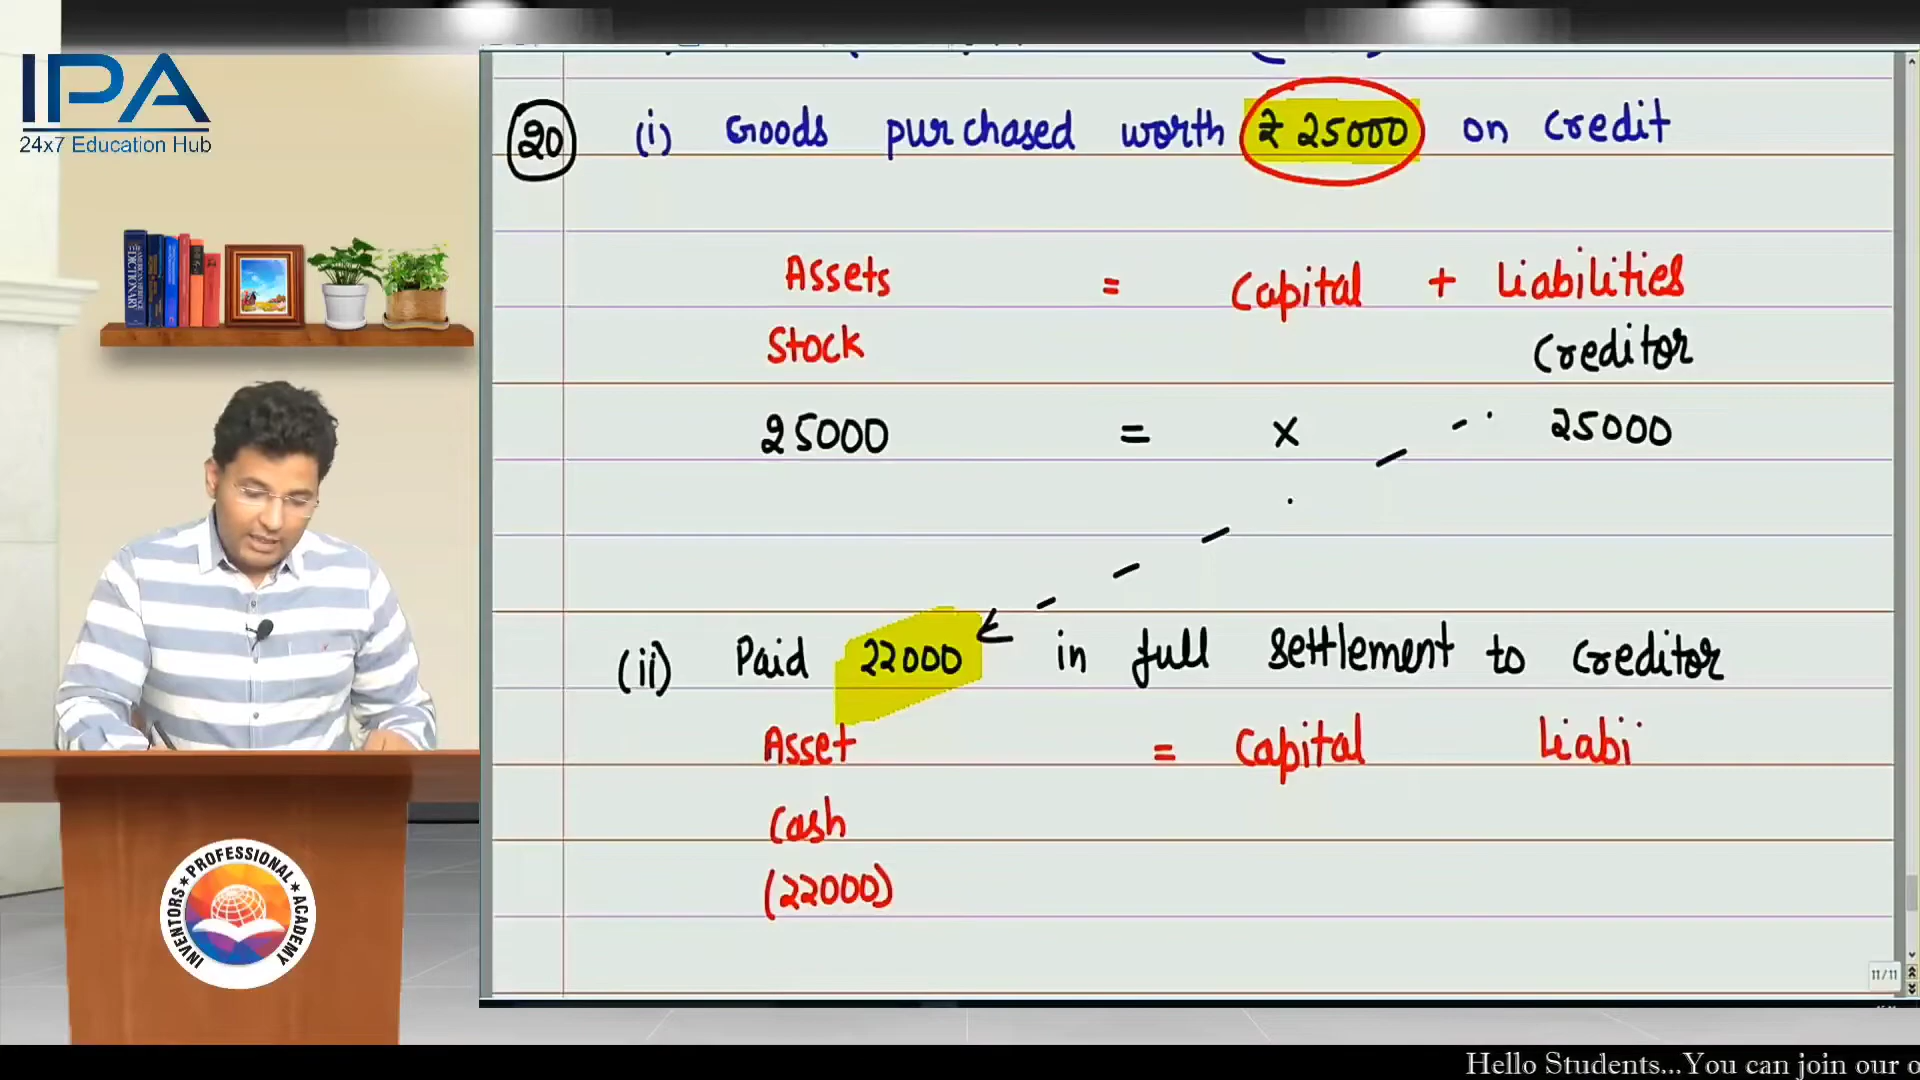 IPA
24x7 Education Hub
20 (i) Goods purchased worth ₹ 25000 on credit
Assets = Capital + Liabilities
Stock Creditor
25000 = × 25000
(ii) Paid 22000 in full settlement to creditor
Asset = Capital Liabi
Cash
(22000)
INVENTORS ★ PROFESSIONAL ★ ACADEMY
11/11
Hello Students...You can join our o